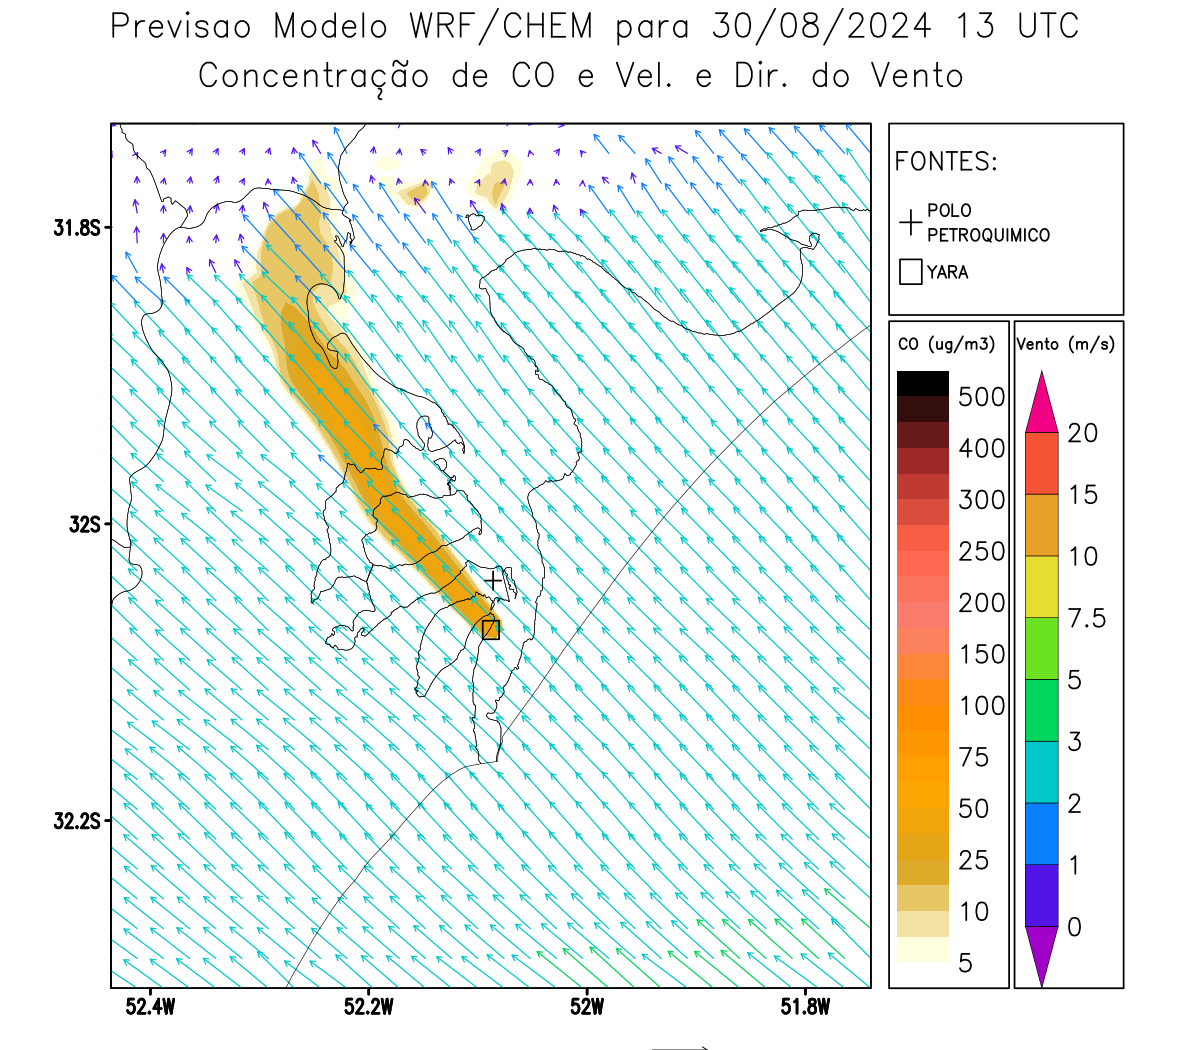 Previsao Modelo WRF/CHEM para 30/08/2024 13 UTC
Concentração de CO e Vel. e Dir. do Vento
FONTES:
POLO
PETROQUIMICO
YARA
CO (ug/m3)
500
400
300
250
200
150
100
75
50
25
10
5
Vento (m/s)
20
15
10
7.5
5
3
2
1
0
31.8S
32S
32.2S
52.4W
52.2W
52W
51.8W